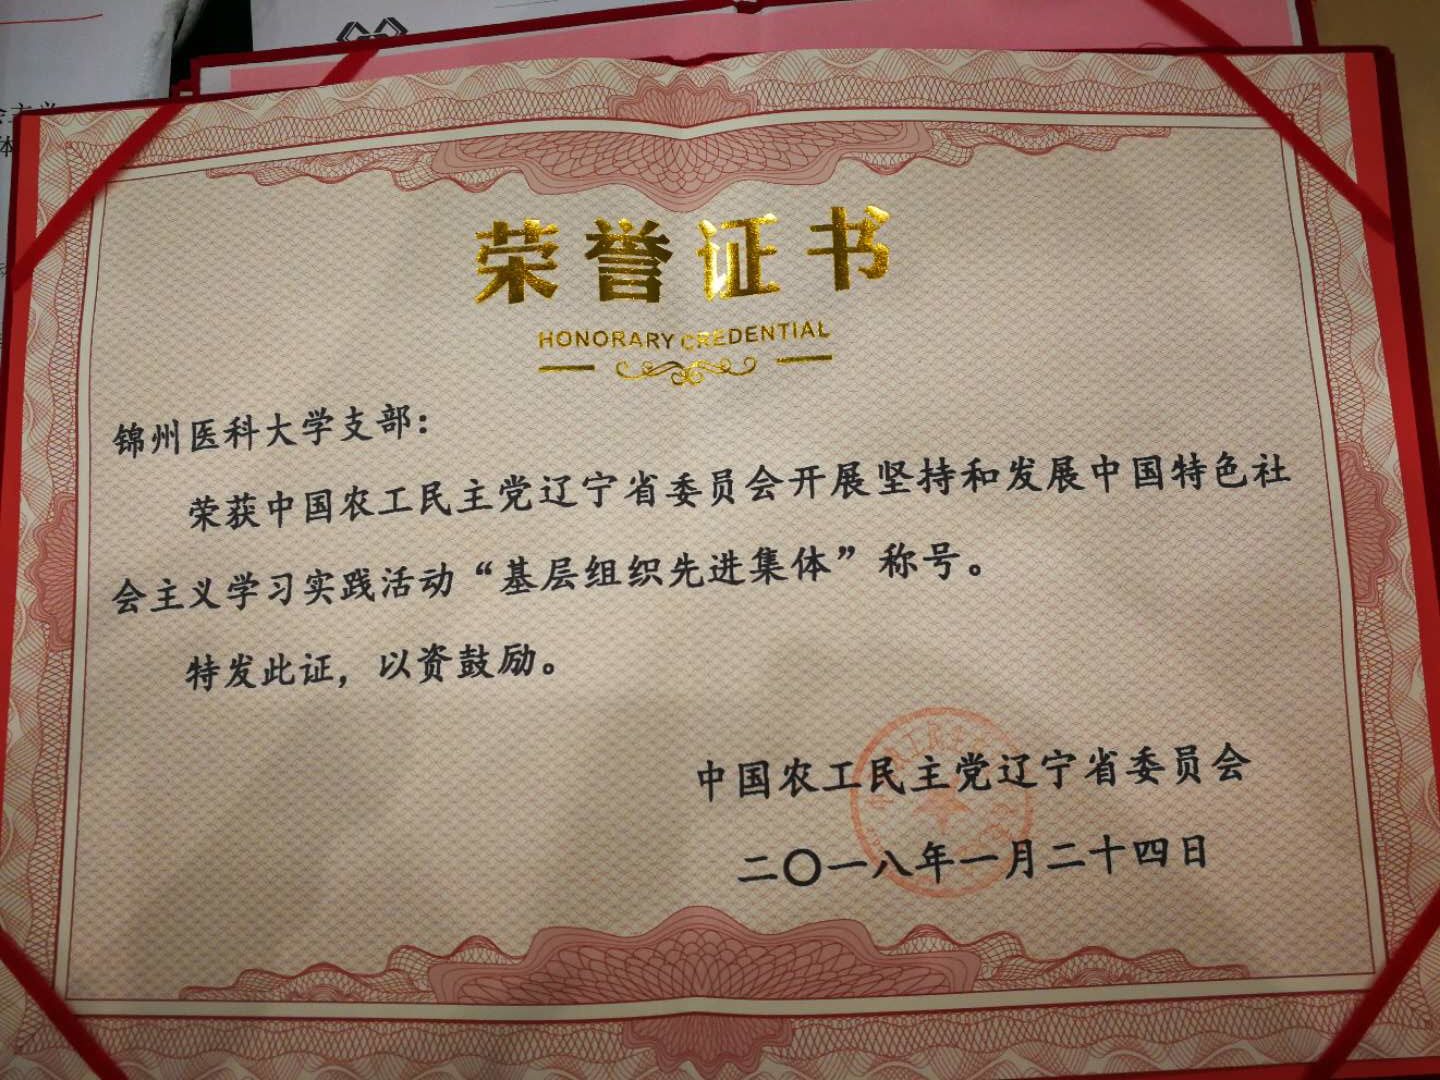 荣誉证书
HONORARY CREDENTIAL
锦州医科大学支部：
荣获中国农工民主党辽宁省委员会开展坚持和发展中国特色社
会主义学习实践活动“基层组织先进集体”称号。
特发此证，以资鼓励。
中国农工民主党辽宁省委员会
二〇一八年一月二十四日